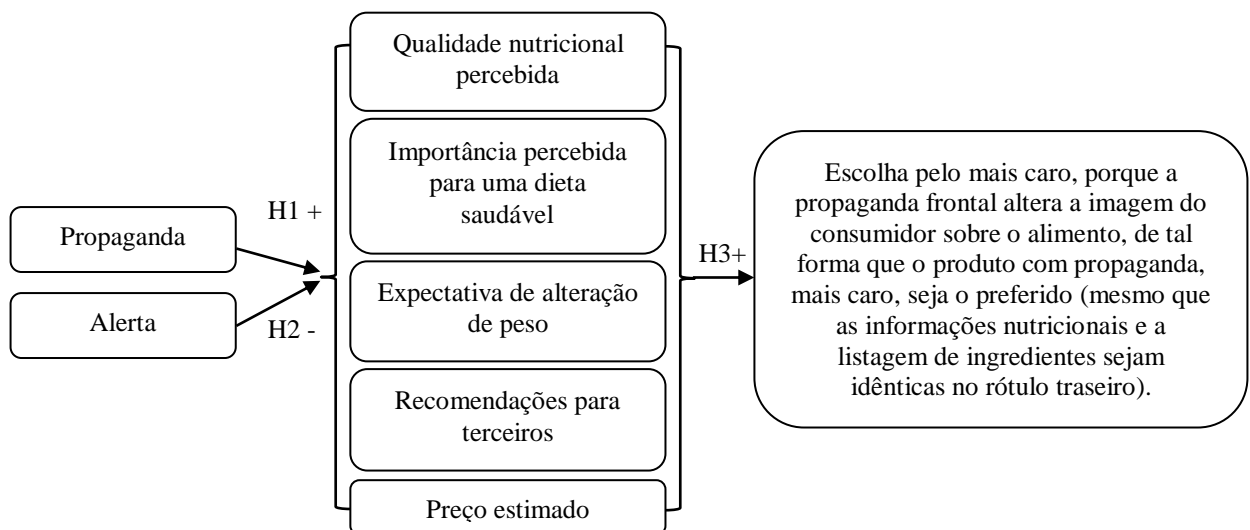 Propaganda
Alerta
H1 +
H2 -
Qualidade nutricional
percebida
Importância percebida
para uma dieta
saudável
Expectativa de alteração
de peso
Recomendações para
terceiros
Preço estimado
H3+
Escolha pelo mais caro, porque a
propaganda frontal altera a imagem do
consumidor sobre o alimento, de tal
forma que o produto com propaganda,
mais caro, seja o preferido (mesmo que
as informações nutricionais e a
listagem de ingredientes sejam
idênticas no rótulo traseiro).